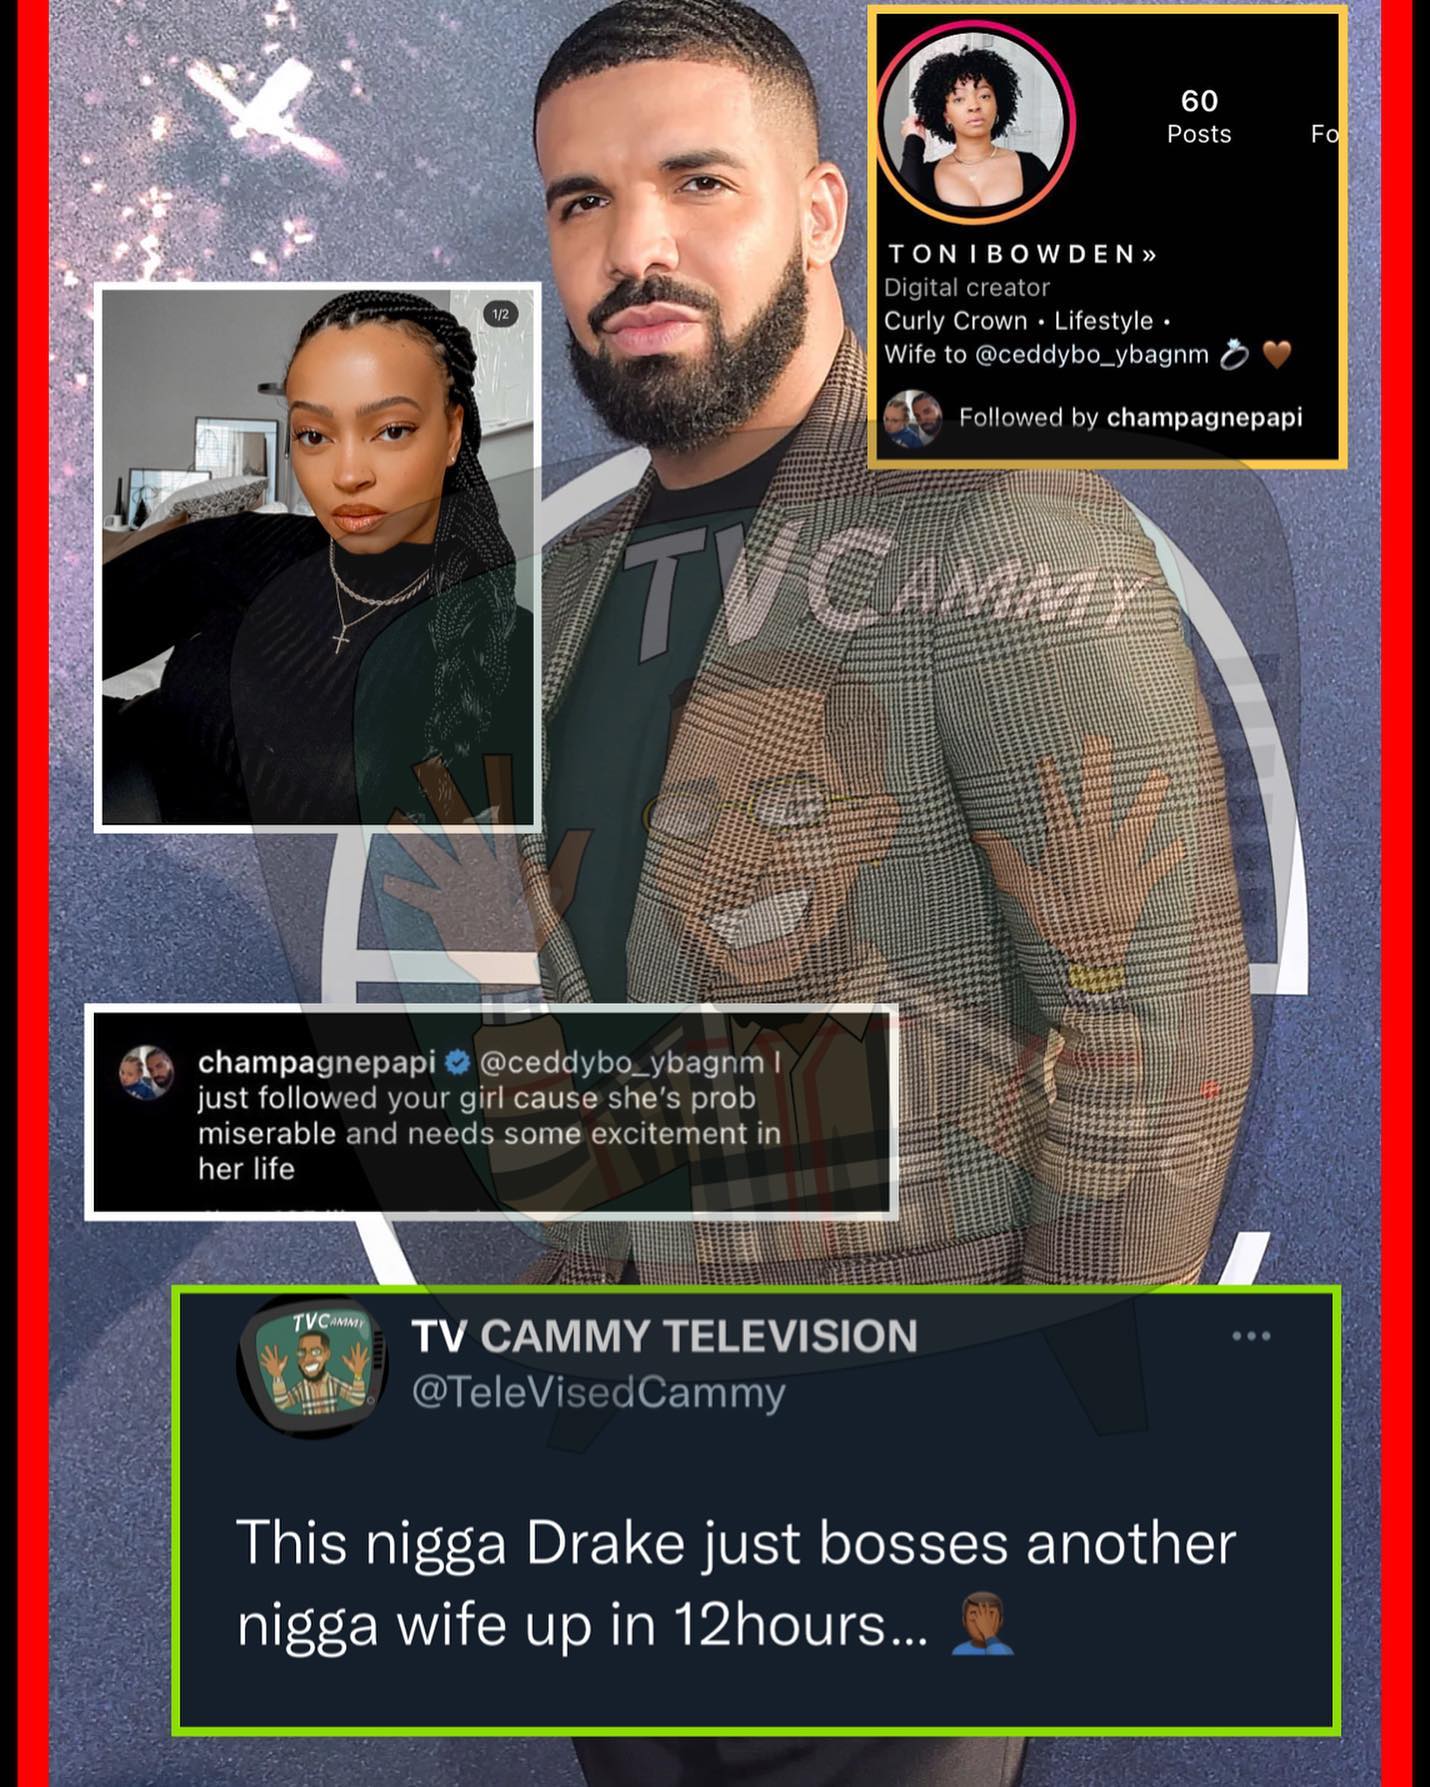 60
Posts
Fo
TONIBOWDEN»
Digital creator
Curly Crown • Lifestyle •
Wife to @ceddybo_ybagnm 💍 🤎
Followed by champagnepapi
1/2
TVCAMMY
champagnepapi @ceddybo_ybagnm I
just followed your girl cause she's prob
miserable and needs some excitement in
her life
TVCAMMY
TV CAMMY TELEVISION
@TeleVisedCammy
This nigga Drake just bosses another
nigga wife up in 12hours... 🤦🏾‍♂️